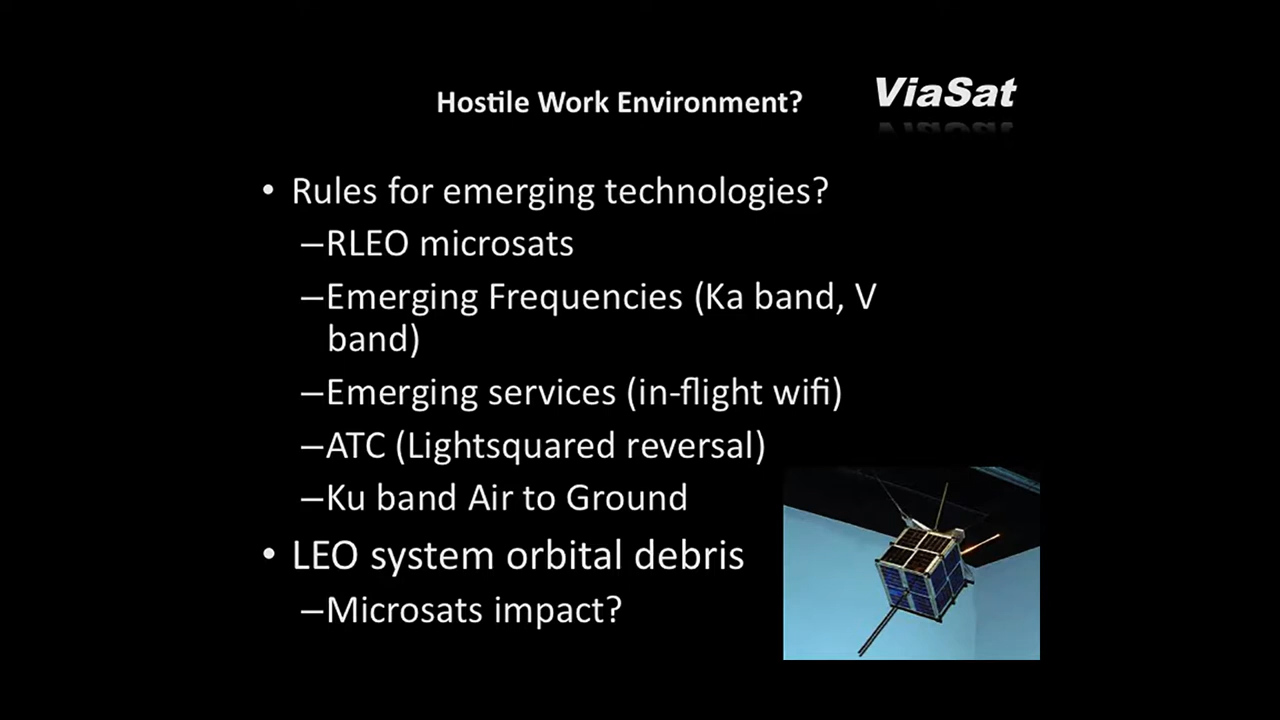 Hostile Work Environment?
ViaSat
• Rules for emerging technologies?
–RLEO microsats
–Emerging Frequencies (Ka band, V
band)
–Emerging services (in-flight wifi)
–ATC (Lightsquared reversal)
–Ku band Air to Ground
• LEO system orbital debris
–Microsats impact?